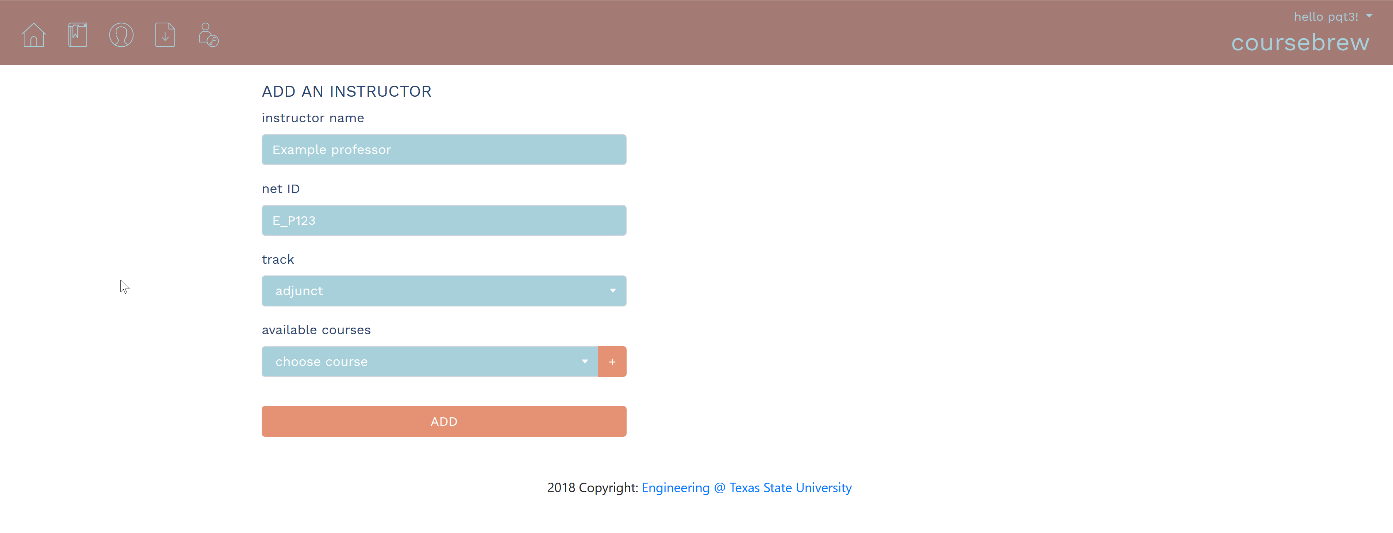 hello pqt3!
coursebrew
ADD AN INSTRUCTOR
instructor name
Example professor
net ID
E_P123
track
adjunct
available courses
choose course +
ADD
2018 Copyright: Engineering @ Texas State University